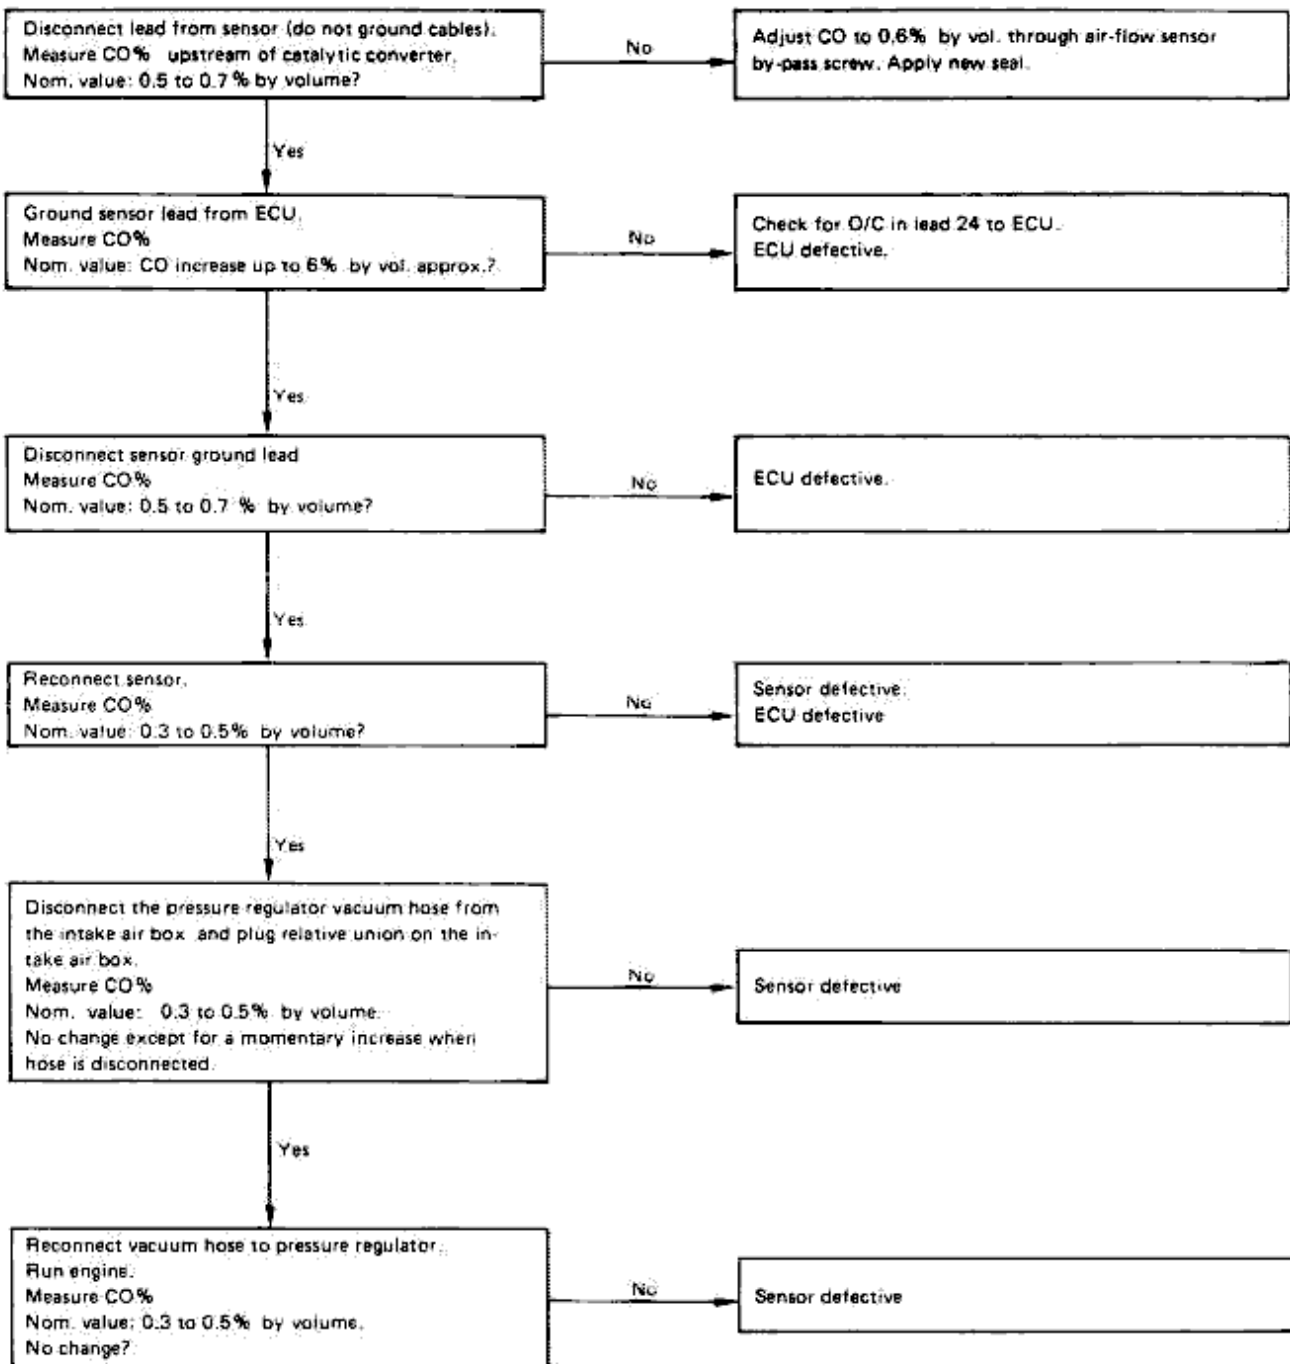 Disconnect lead from sensor (do not ground cables).
Measure CO% upstream of catalytic converter.
Nom. value: 0.5 to 0.7 % by volume?
No
Adjust CO to 0.6% by vol. through air-flow sensor
by-pass screw. Apply new seal.
Yes
Ground sensor lead from ECU.
Measure CO%
Nom. value: CO increase up to 6% by vol. approx.?
No
Check for O/C in lead 24 to ECU.
ECU defective.
Yes
Disconnect sensor ground lead
Measure CO%
Nom. value: 0.5 to 0.7 % by volume?
No
ECU defective.
Yes
Reconnect sensor.
Measure CO%
Nom. value: 0.3 to 0.5% by volume?
No
Sensor defective.
ECU defective
Yes
Disconnect the pressure regulator vacuum hose from
the intake air box and plug relative union on the in-
take air box.
Measure CO%
Nom. value: 0.3 to 0.5% by volume.
No change except for a momentary increase when
hose is disconnected.
No
Sensor defective
Yes
Reconnect vacuum hose to pressure regulator.
Run engine.
Measure CO%
Nom. value: 0.3 to 0.5% by volume.
No change?
No
Sensor defective